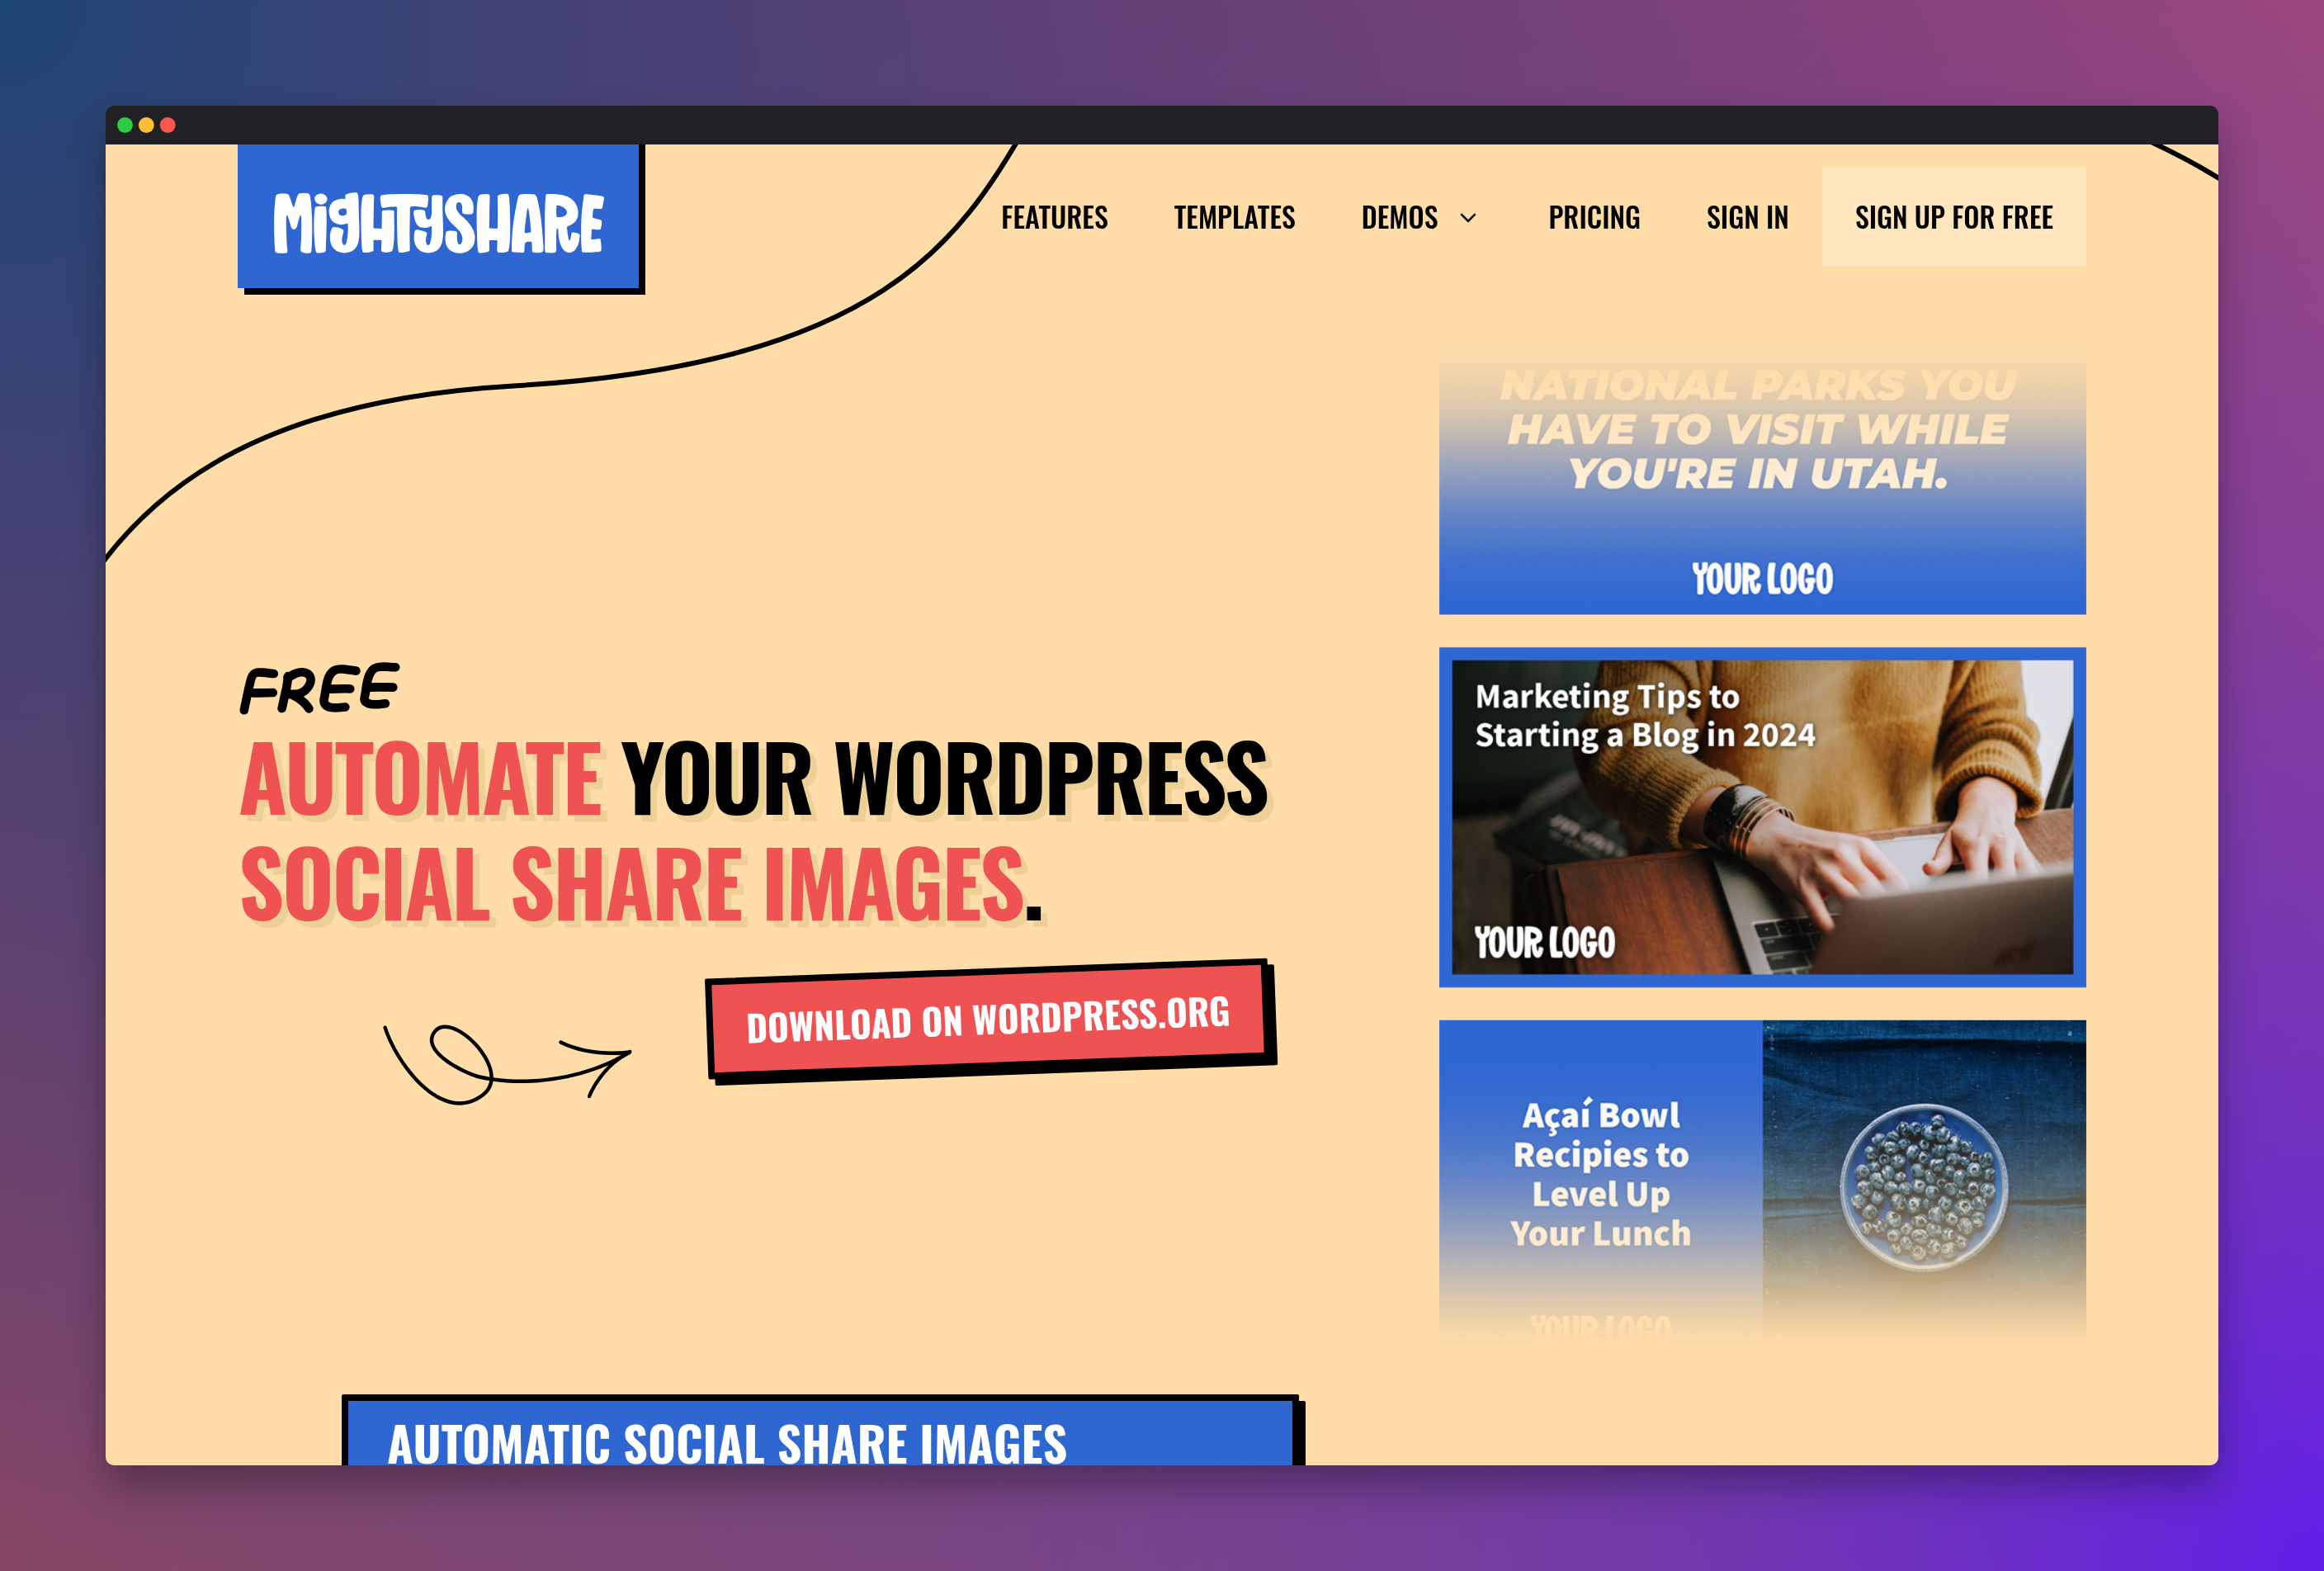 MiGHTYSHARE
FEATURES TEMPLATES DEMOS PRICING SIGN IN SIGN UP FOR FREE
FREE
AUTOMATE YOUR WORDPRESS
SOCIAL SHARE IMAGES.
DOWNLOAD ON WORDPRESS.ORG
NATIONAL PARKS YOU
HAVE TO VISIT WHILE
YOU'RE IN UTAH.
YOUR LOGO
Marketing Tips to
Starting a Blog in 2024
YOUR LOGO
Açaí Bowl
Recipies to
Level Up
Your Lunch
YOUR LOGO
AUTOMATIC SOCIAL SHARE IMAGES